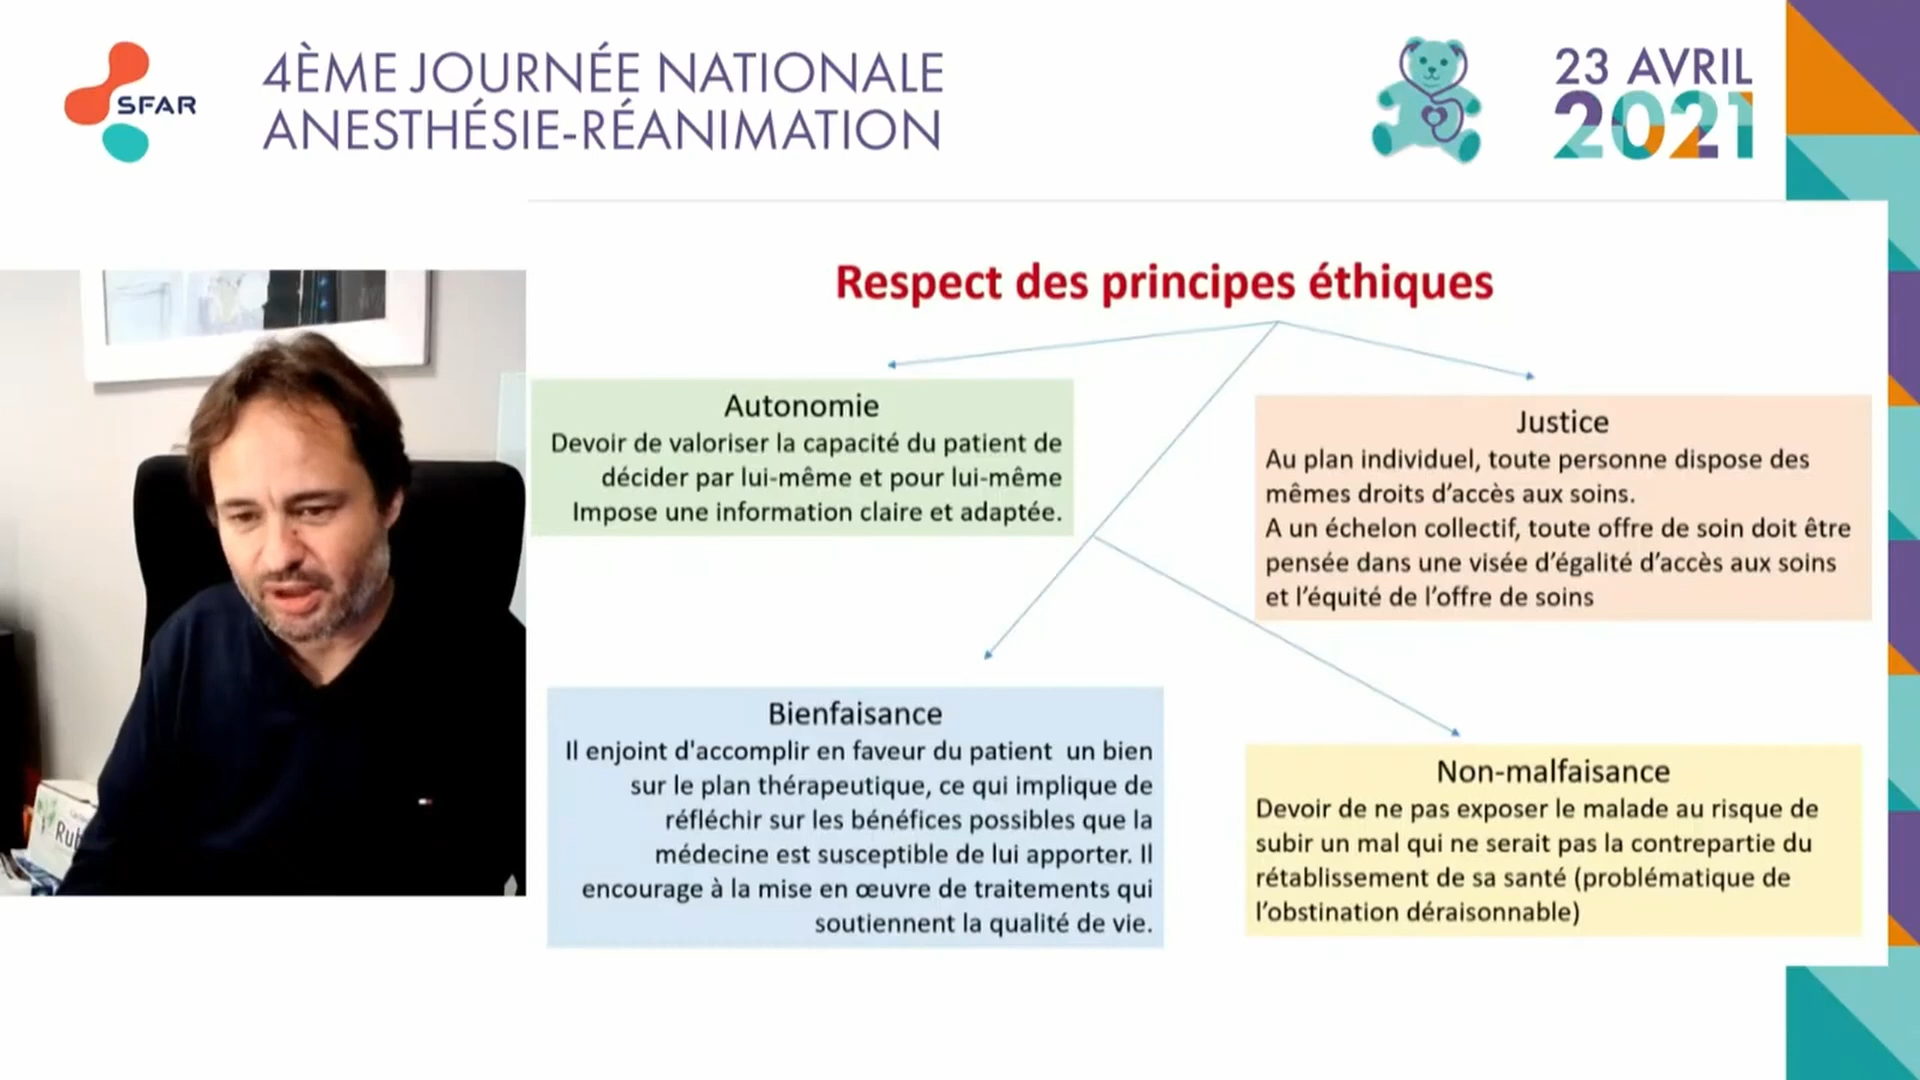 SFAR
4ÈME JOURNÉE NATIONALE
ANESTHÉSIE-RÉANIMATION
23 AVRIL
2021
Respect des principes éthiques
Autonomie
Devoir de valoriser la capacité du patient de
décider par lui-même et pour lui-même
Impose une information claire et adaptée.
Justice
Au plan individuel, toute personne dispose des
mêmes droits d’accès aux soins.
A un échelon collectif, toute offre de soin doit être
pensée dans une visée d’égalité d’accès aux soins
et l’équité de l’offre de soins
Bienfaisance
Il enjoint d'accomplir en faveur du patient  un bien
sur le plan thérapeutique, ce qui implique de
réfléchir sur les bénéfices possibles que la
médecine est susceptible de lui apporter. Il
encourage à la mise en œuvre de traitements qui
soutiennent la qualité de vie.
Non-malfaisance
Devoir de ne pas exposer le malade au risque de
subir un mal qui ne serait pas la contrepartie du
rétablissement de sa santé (problématique de
l’obstination déraisonnable)